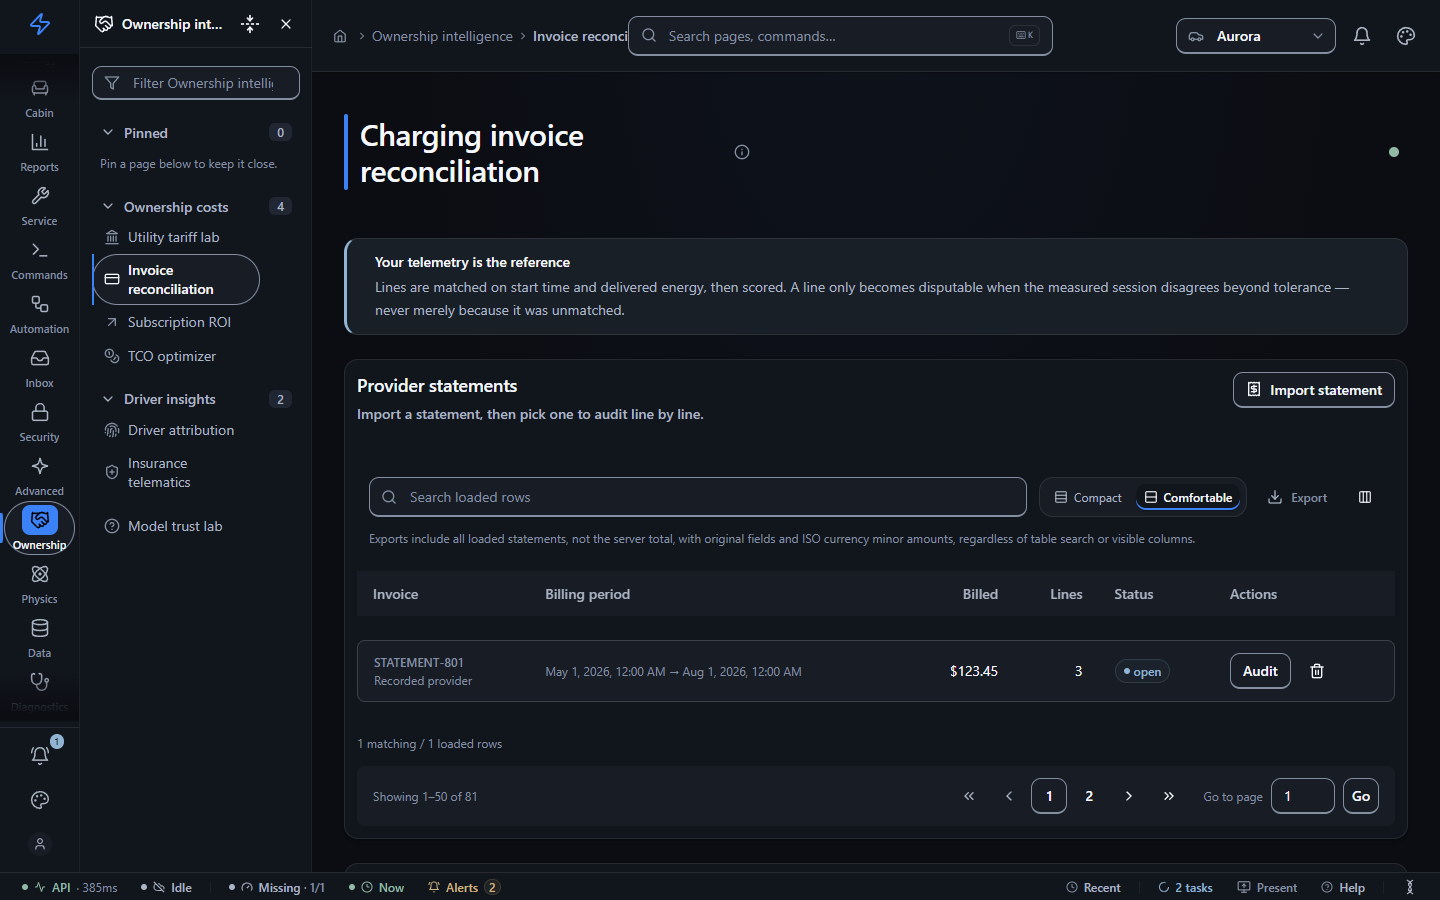 Ownership int...
Ownership intelligence
Invoice reconci
Search pages, commands...
K
Aurora
Cabin
Reports
Service
Commands
Automation
Inbox
Security
Advanced
Ownership
Physics
Data
Diagnostics
1
Filter Ownership intellig
Pinned
0
Pin a page below to keep it close.
Ownership costs
4
Utility tariff lab
Invoice
reconciliation
Subscription ROI
TCO optimizer
Driver insights
2
Driver attribution
Insurance
telematics
Model trust lab
Charging invoice
reconciliation
Your telemetry is the reference
Lines are matched on start time and delivered energy, then scored. A line only becomes disputable when the measured session disagrees beyond tolerance —
never merely because it was unmatched.
Provider statements
Import a statement, then pick one to audit line by line.
Import statement
Search loaded rows
Compact
Comfortable
Export
Exports include all loaded statements, not the server total, with original fields and ISO currency minor amounts, regardless of table search or visible columns.
Invoice Billing period Billed Lines Status Actions
STATEMENT-801
Recorded provider
May 1, 2026, 12:00 AM → Aug 1, 2026, 12:00 AM
$123.45
3
open
Audit
1 matching / 1 loaded rows
Showing 1–50 of 81
1
2
Go to page
1
Go
API · 385ms
Idle
Missing · 1/1
Now
Alerts 2
Recent
2 tasks
Present
Help